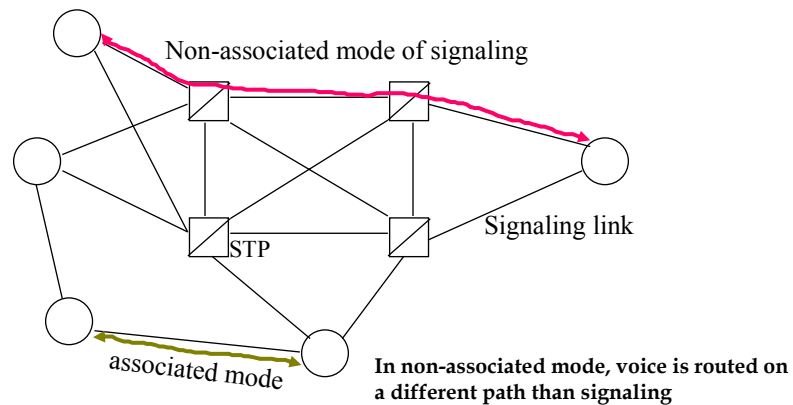 Non-associated mode of signaling
Signaling link
STP
associated mode
In non-associated mode, voice is routed on
a different path than signaling